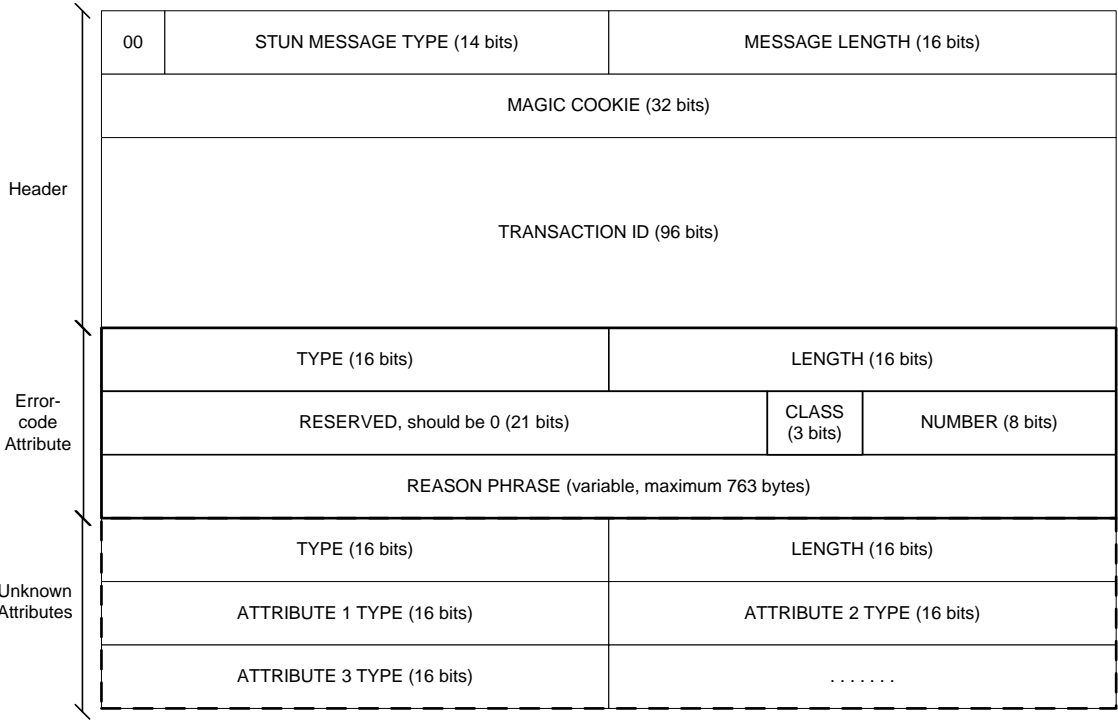 00
STUN MESSAGE TYPE (14 bits)
MESSAGE LENGTH (16 bits)
MAGIC COOKIE (32 bits)
Header
TRANSACTION ID (96 bits)
TYPE (16 bits)
LENGTH (16 bits)
Error-
code
Attribute
RESERVED, should be 0 (21 bits)
CLASS
(3 bits)
NUMBER (8 bits)
REASON PHRASE (variable, maximum 763 bytes)
TYPE (16 bits)
LENGTH (16 bits)
Unknown
Attributes
ATTRIBUTE 1 TYPE (16 bits)
ATTRIBUTE 2 TYPE (16 bits)
ATTRIBUTE 3 TYPE (16 bits)
. . . . . . .